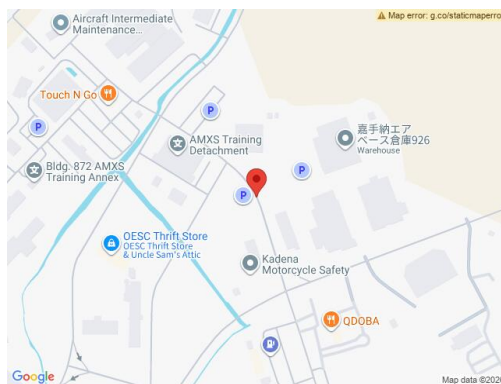 Map error: g.co/staticmaperro
Aircraft Intermediate
Maintenance...
Touch N Go
P
P
AMXS Training
Detachment
嘉手納エア
ベース倉庫926
Warehouse
Bldg. 872 AMXS
Training Annex
P
P
OESC Thrift Store
OESC Thrift Store
& Uncle Sam's Attic
Kadena
Motorcycle Safety
QDOBA
Google
Map data ©2026